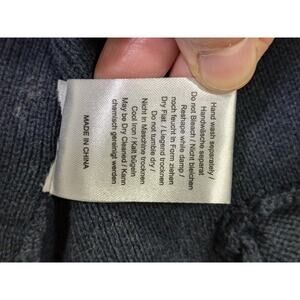 Hand wash separately /
Handwäsche separat
Do not Bleach / Nicht bleichen
Reshape while damp /
noch feucht in Form ziehen
Dry Flat / Liegend trocknen
Do not tumble dry /
Nicht in Maschine trocknen
Cool Iron / Kalt bügeln
May be Dry Cleaned / Kann
chemisch gereinigt werden
MADE IN CHINA